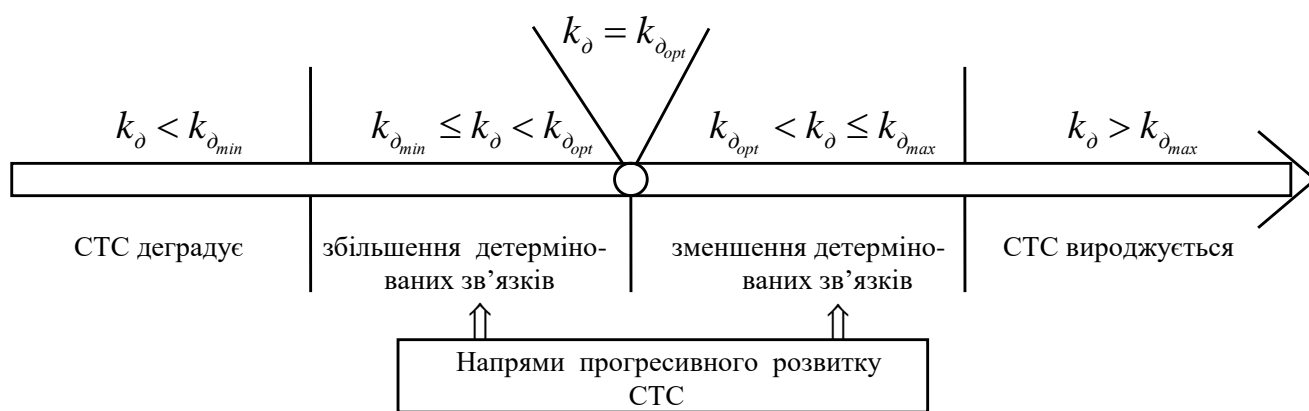 k_д = k_д_opt
k_д < k_д_min
k_д_min ≤ k_д < k_д_opt
k_д_opt < k_д ≤ k_д_max
k_д > k_д_max
СТС деградує
збільшення детерміно-
ваних зв’язків
зменшення детерміно-
ваних зв’язків
СТС вироджується
Напрями прогресивного розвитку
СТС